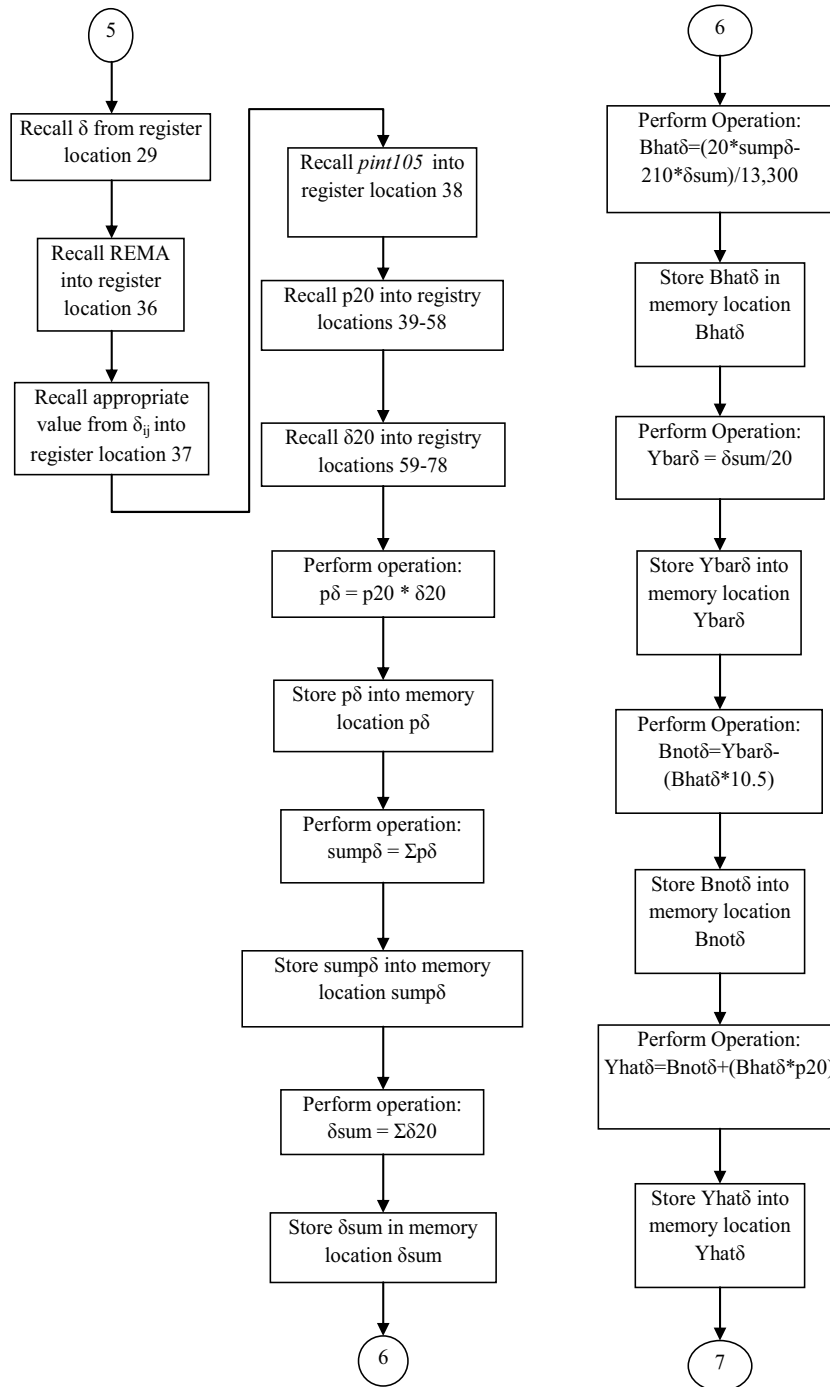 5
Recall δ from register
location 29
Recall REMA
into register
location 36
Recall appropriate
value from δij into
register location 37
Recall pint105 into
register location 38
Recall p20 into registry
locations 39-58
Recall δ20 into registry
locations 59-78
Perform operation:
pδ = p20 * δ20
Store pδ into memory
location pδ
Perform operation:
sumpδ = Σpδ
Store sumpδ into memory
location sumpδ
Perform operation:
δsum = Σδ20
Store δsum in memory
location δsum
6
6
Perform Operation:
Bhatδ=(20*sumpδ-
210*δsum)/13,300
Store Bhatδ in
memory location
Bhatδ
Perform Operation:
Ybarδ = δsum/20
Store Ybarδ into
memory location
Ybarδ
Perform Operation:
Bnotδ=Ybarδ-
(Bhatδ*10.5)
Store Bnotδ into
memory location
Bnotδ
Perform Operation:
Yhatδ=Bnotδ+(Bhatδ*p20)
Store Yhatδ into
memory location
Yhatδ
7